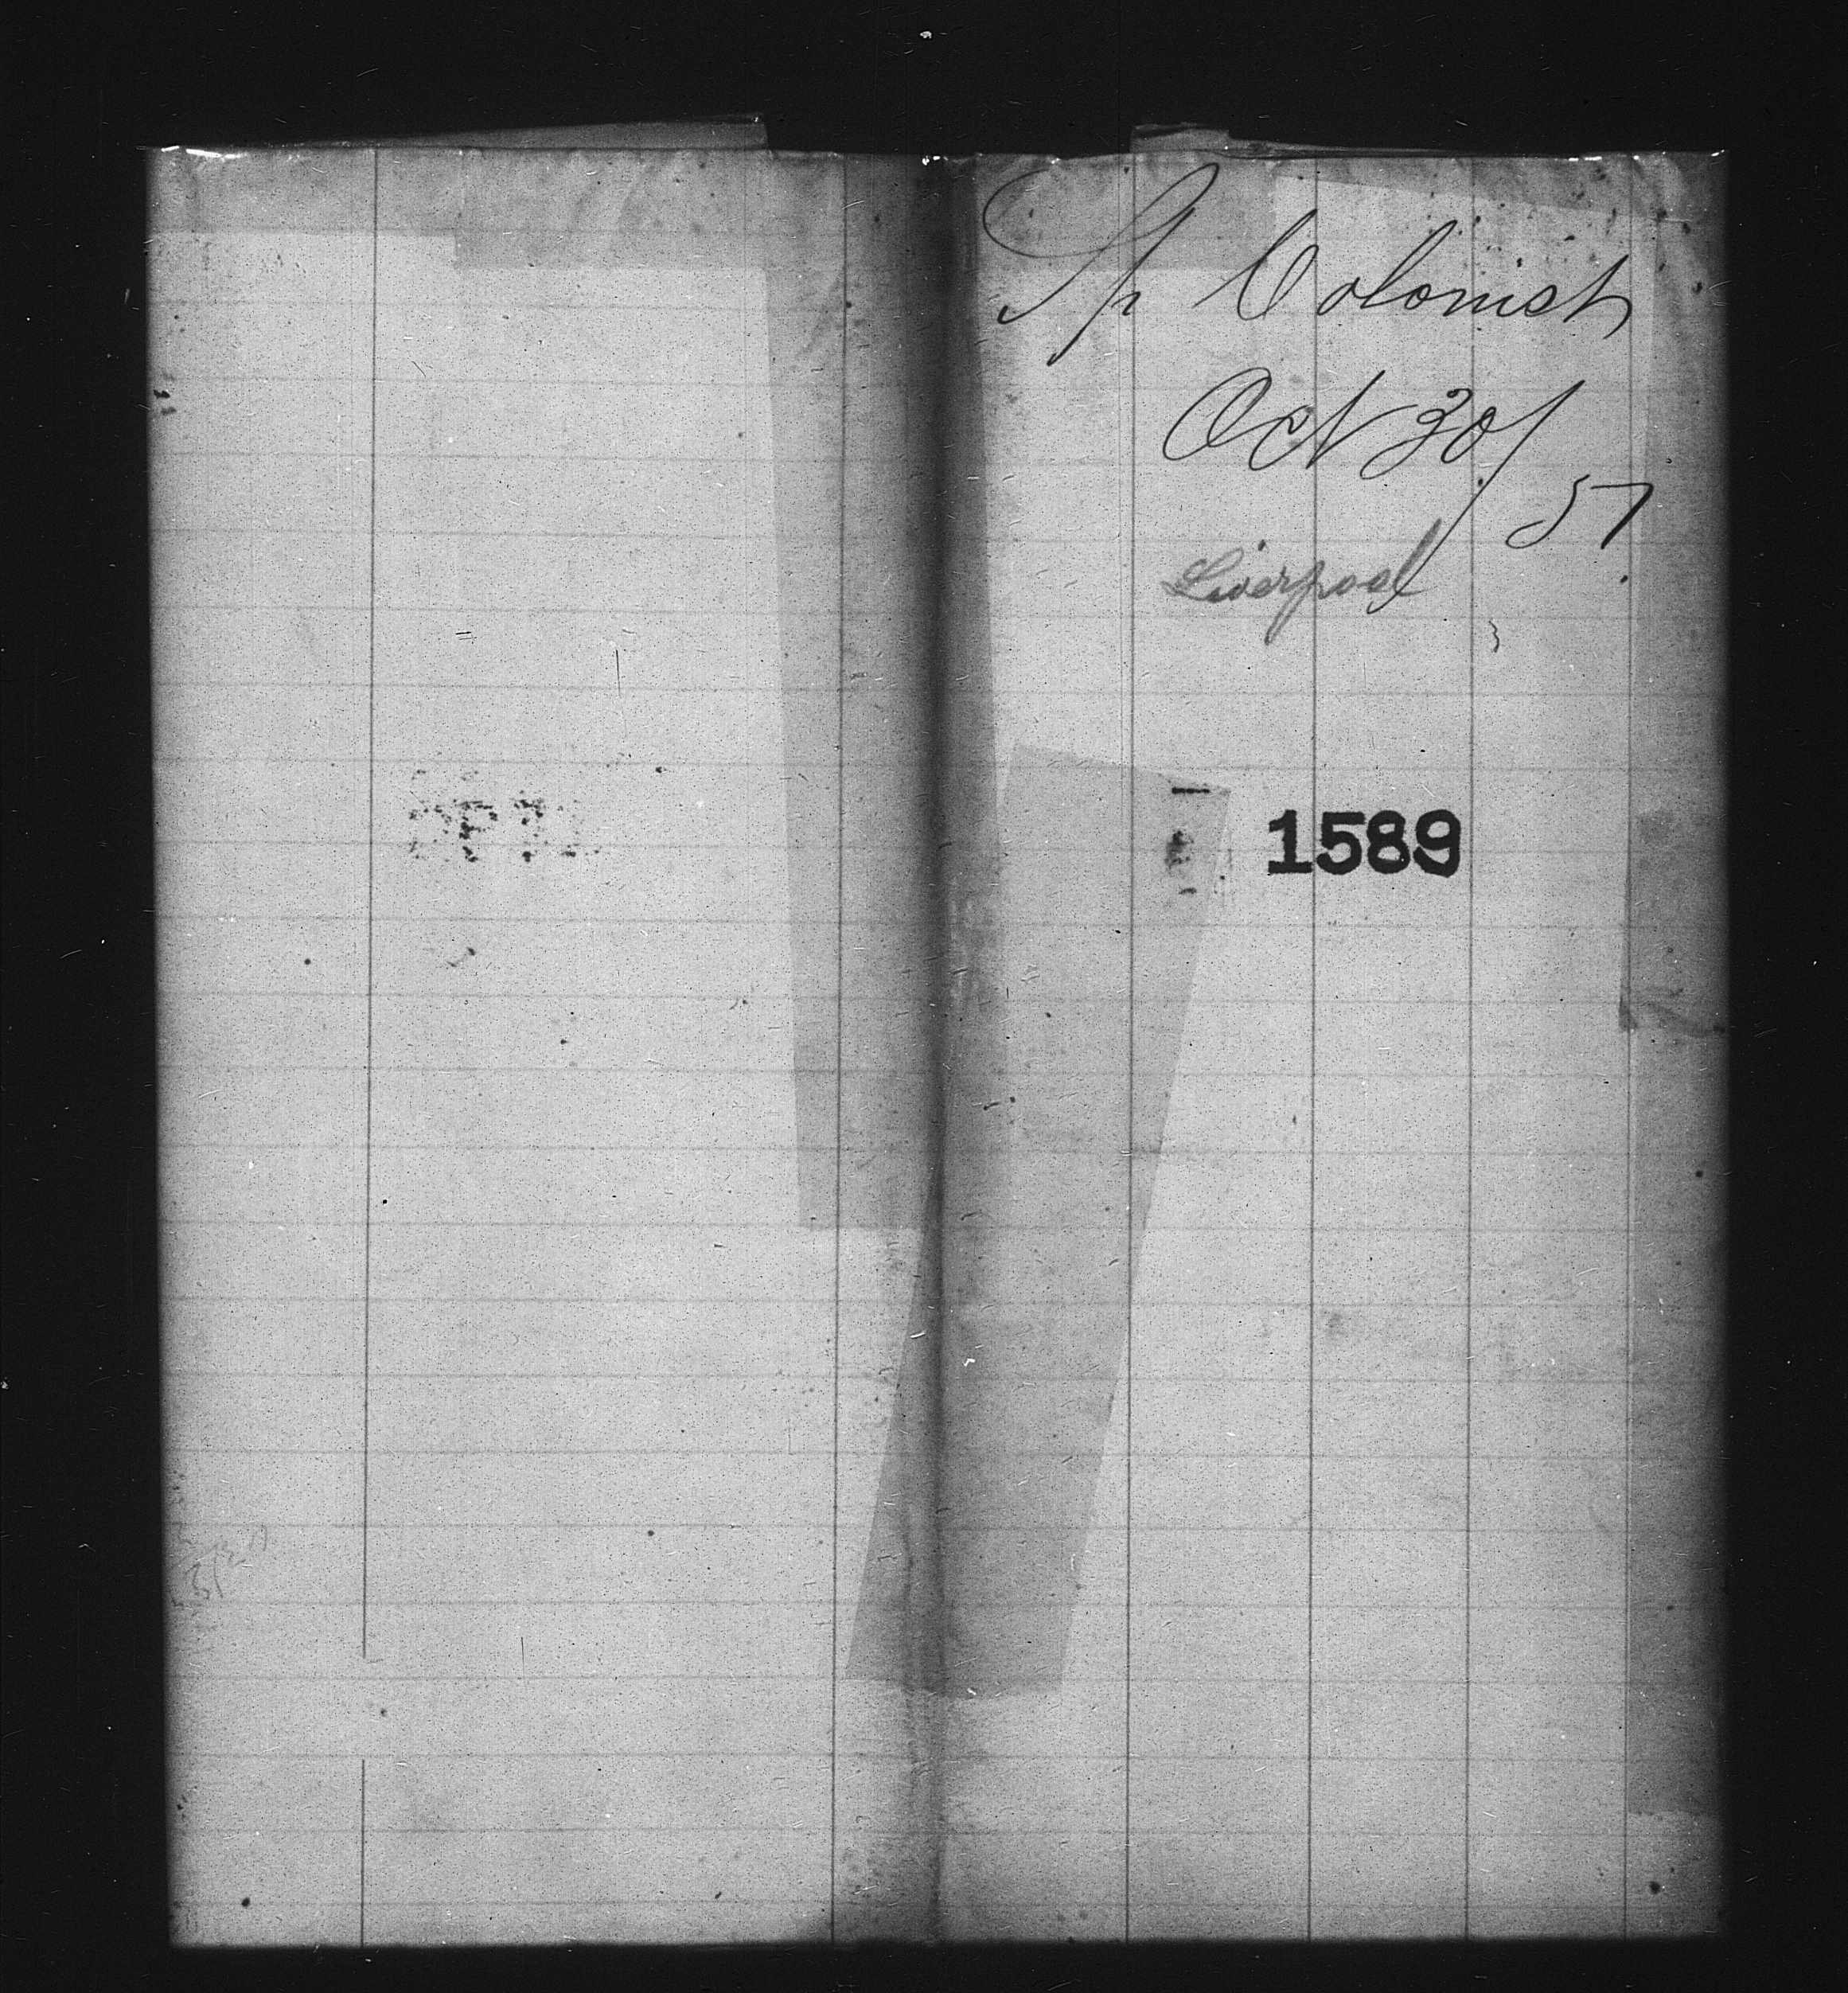 Sp Colonist
Oct 30/
57
Liverpool
1589